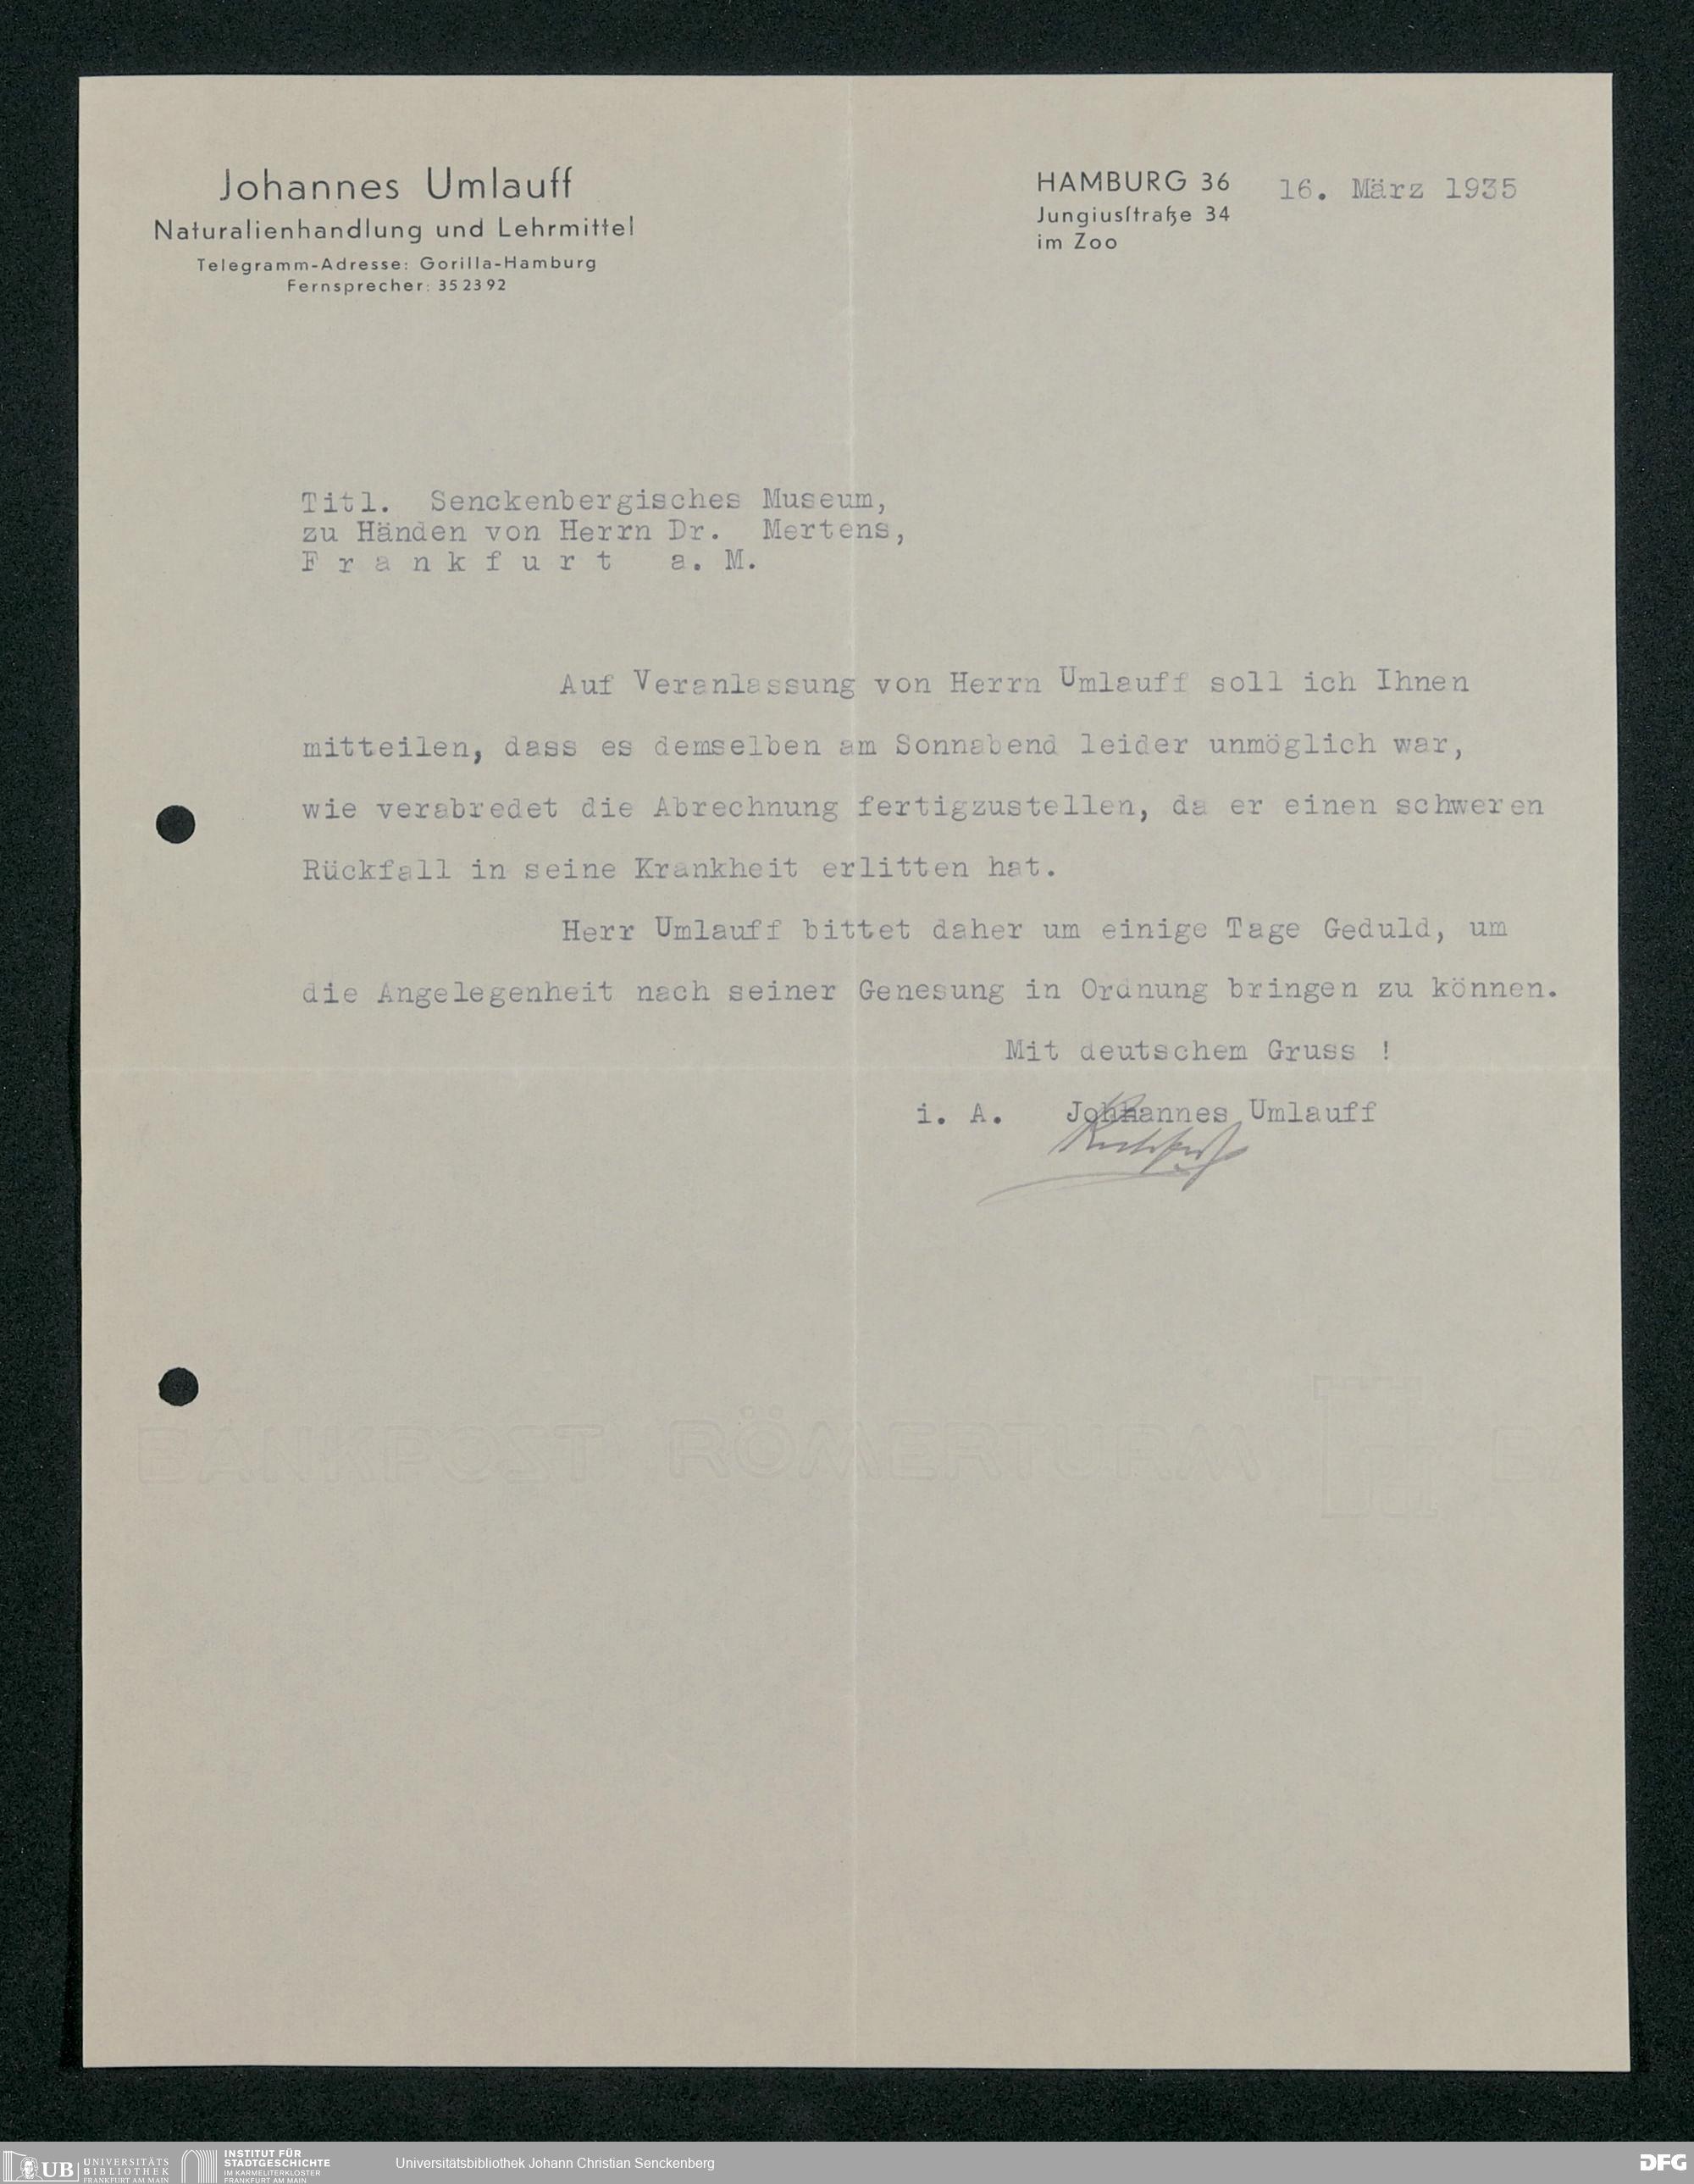 Johannes Umlauff
Naturalienhandlung und Lehrmittel
Telegramm-Adresse: Gorilla-Hamburg
Fernsprecher: 35 23 92
HAMBURG 36 16. März 1935
Jungiusſtraße 34
im Zoo
Titl. Senckenbergisches Museum,
zu Händen von Herrn Dr. Mertens,
F r a n k f u r t a. M.
Auf Veranlassung von Herrn Umlauff soll ich Ihnen
mitteilen, dass es demselben am Sonnabend leider unmöglich war,
wie verabredet die Abrechnung fertigzustellen, da er einen schweren
Rückfall in seine Krankheit erlitten hat.
Herr Umlauff bittet daher um einige Tage Geduld, um
die Angelegenheit nach seiner Genesung in Ordnung bringen zu können.
Mit deutschem Gruss !
i. A. Johannes Umlauff
BANKPOST RÖMERTURM BA
UB UNIVERSITÄTS
BIBLIOTHEK
FRANKFURT AM MAIN
INSTITUT FÜR
STADTGESCHICHTE
IM KARMELITERKLOSTER
FRANKFURT AM MAIN
Universitätsbibliothek Johann Christian Senckenberg
DFG